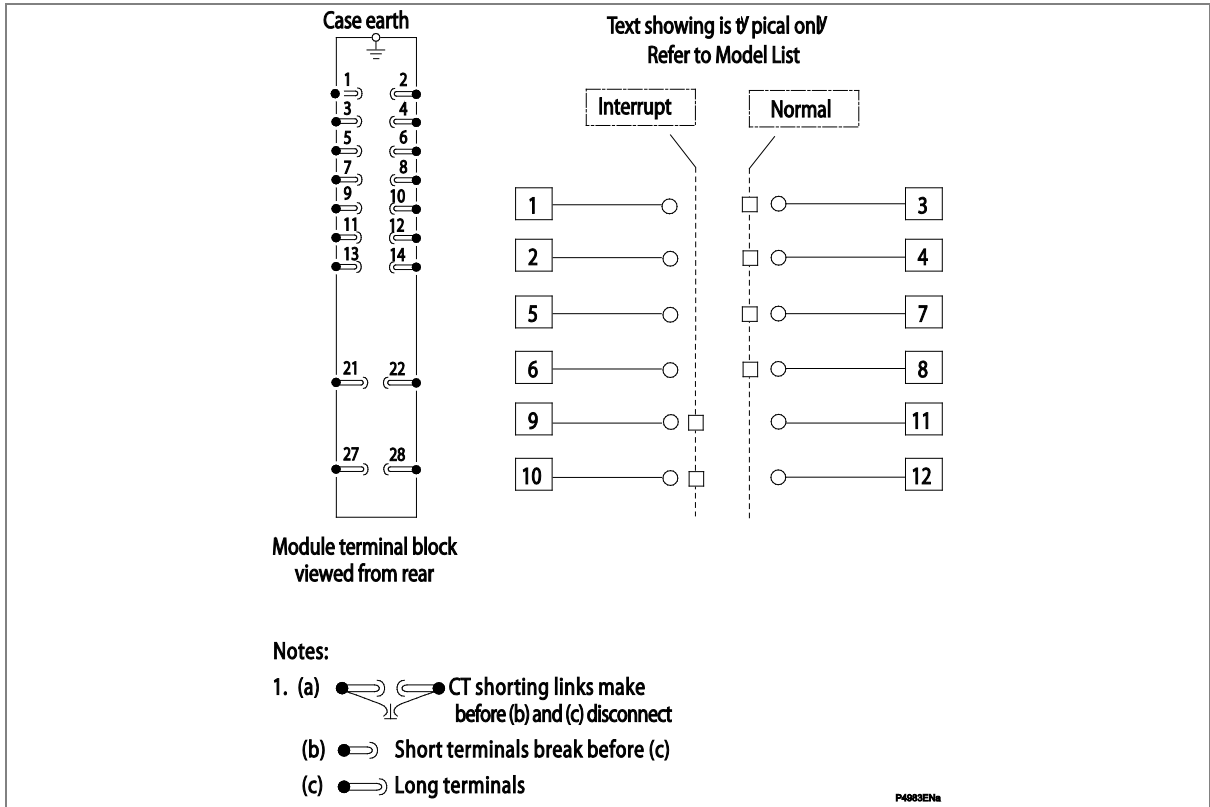 Case earth
1 2
3 4
5 6
7 8
9 10
11 12
13 14
21 22
27 28
Module terminal block
viewed from rear
Text showing is ty pical only
Refer to Model List
Interrupt Normal
1 3
2 4
5 7
6 8
9 11
10 12
Notes:
1. (a) CT shorting links make
before (b) and (c) disconnect
(b) Short terminals break before (c)
(c) Long terminals
P4983ENa